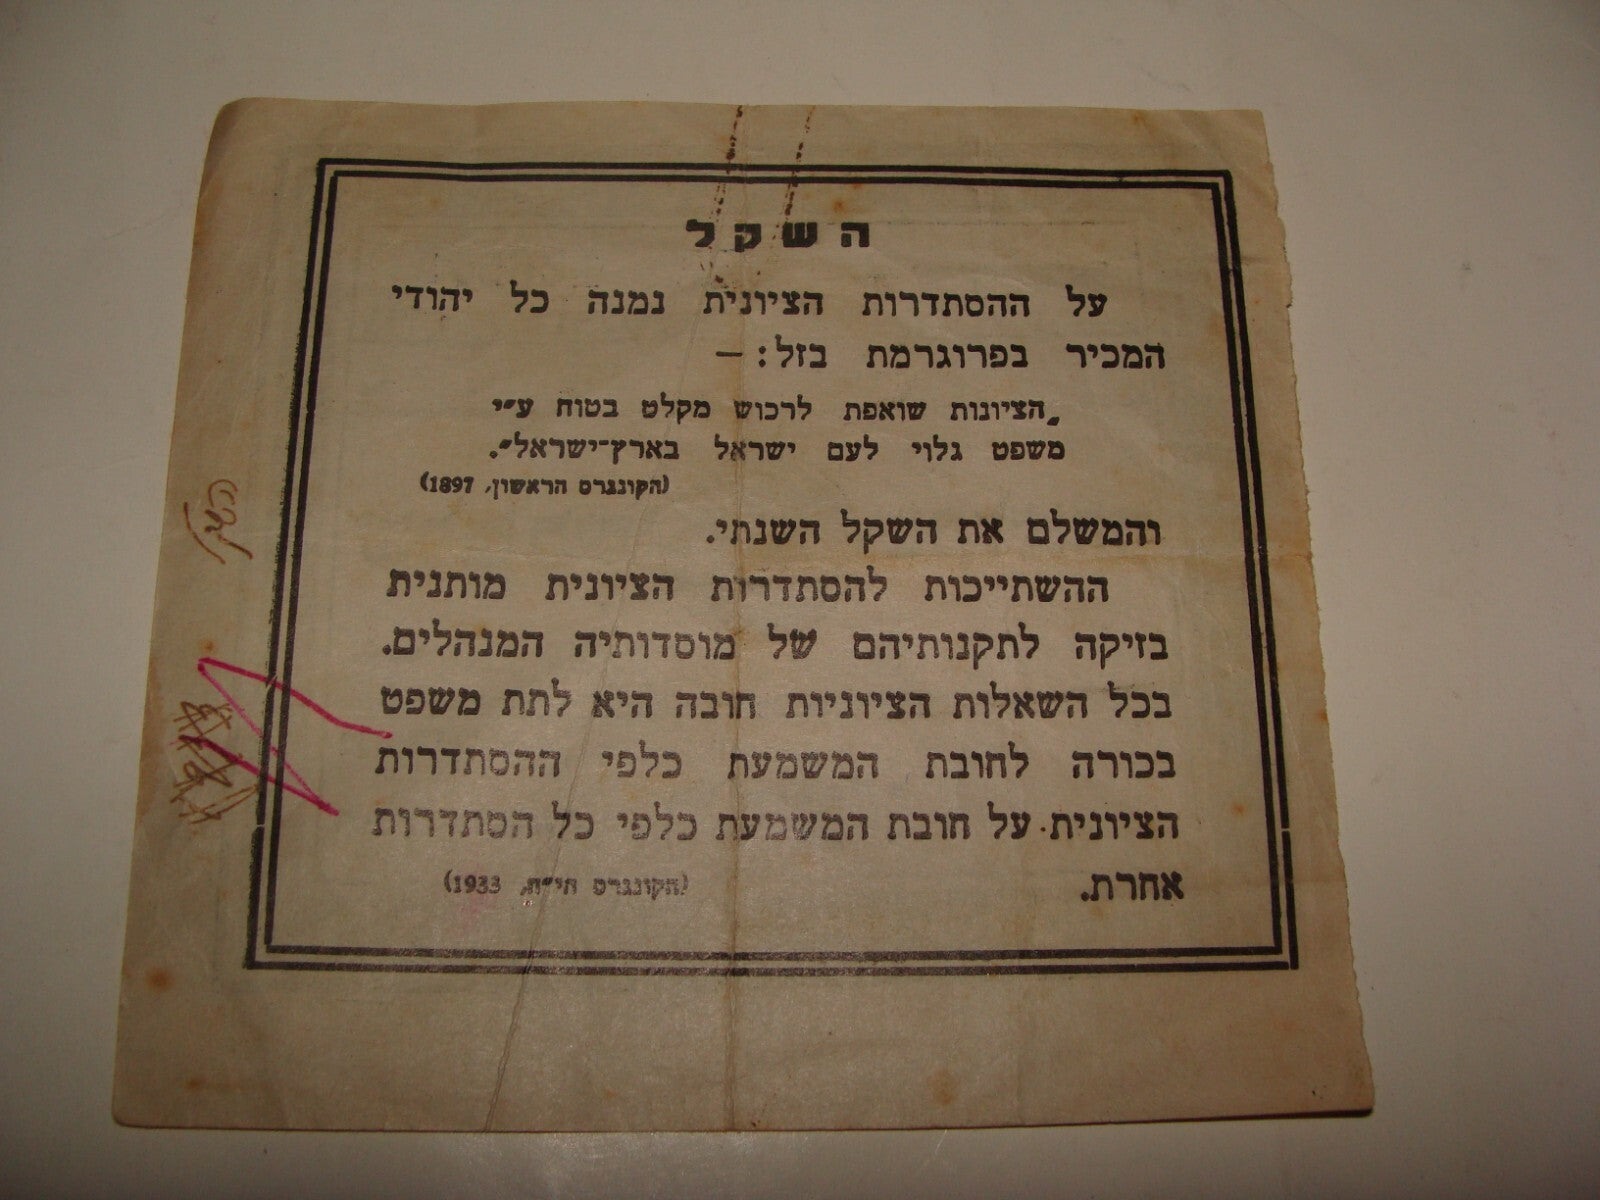 השקל
על ההסתדרות הציונית נמנה כל יהודי
המכיר בפרוגרמת בזל: —
„הציונות שואפת לרכוש מקלט בטוח ע״י
משפט גלוי לעם ישראל בארץ־ישראל״.
(הקונגרס הראשון, 1897)
והמשלם את השקל השנתי.
ההשתייכות להסתדרות הציונית מותנית
בזיקה לתקנותיהם של מוסדותיה המנהלים.
בכל השאלות הציוניות חובה היא לתת משפט
בכורה לחובת המשמעת כלפי ההסתדרות
הציונית על חובת המשמעת כלפי כל הסתדרות
אחרת.
(הקונגרס חי״ת, 1933)